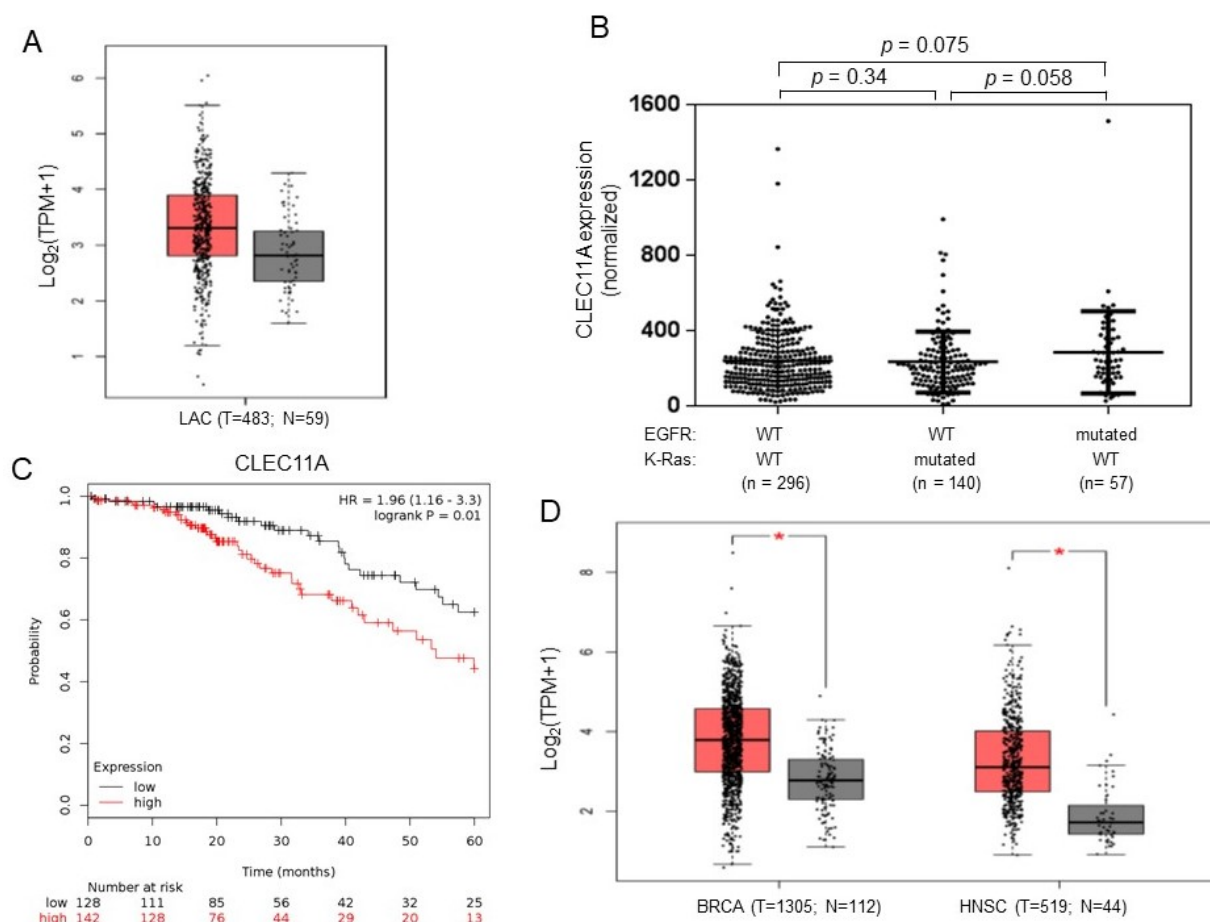 A
Log₂(TPM+1)
6
5
4
3
2
1
LAC (T=483; N=59)
B
p = 0.075
p = 0.34
p = 0.058
CLEC11A expression
(normalized)
1600
1200
800
400
0
EGFR: WT WT mutated
K-Ras: WT mutated WT
(n = 296) (n = 140) (n = 57)
C
CLEC11A
HR = 1.96 (1.16 - 3.3)
logrank P = 0.01
Probability
1.0
0.8
0.6
0.4
0.2
0.0
Expression
low
high
0 10 20 30 40 50 60
Time (months)
Number at risk
low 128 111 85 56 42 32 25
high 142 128 76 44 29 20 13
D
*
*
Log₂(TPM+1)
8
6
4
2
BRCA (T=1305; N=112) HNSC (T=519; N=44)